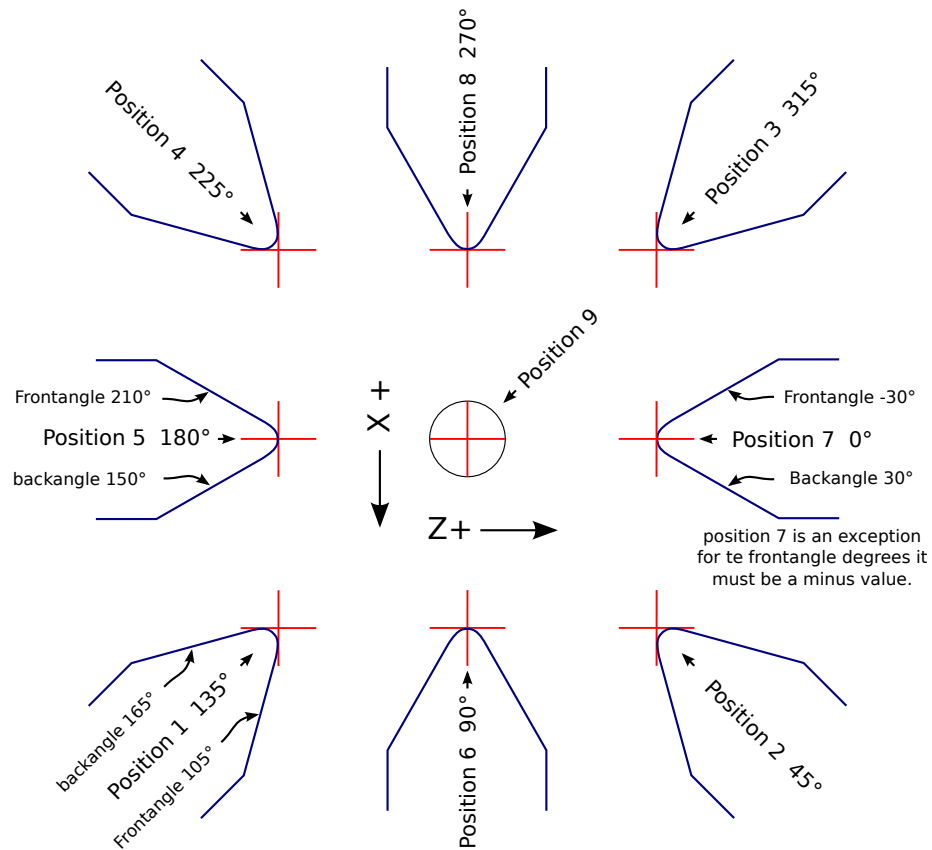 Position 4  225°
Position 8  270°
Position 3  315°
Position 9
Frontangle 210°
Position 5  180°
backangle 150°
X +
Z+
Frontangle -30°
Position 7  0°
Backangle 30°
position 7 is an exception
for te frontangle degrees it
must be a minus value.
backangle 165°
Position 1  135°
Frontangle 105°
Position 6  90°
Position 2  45°